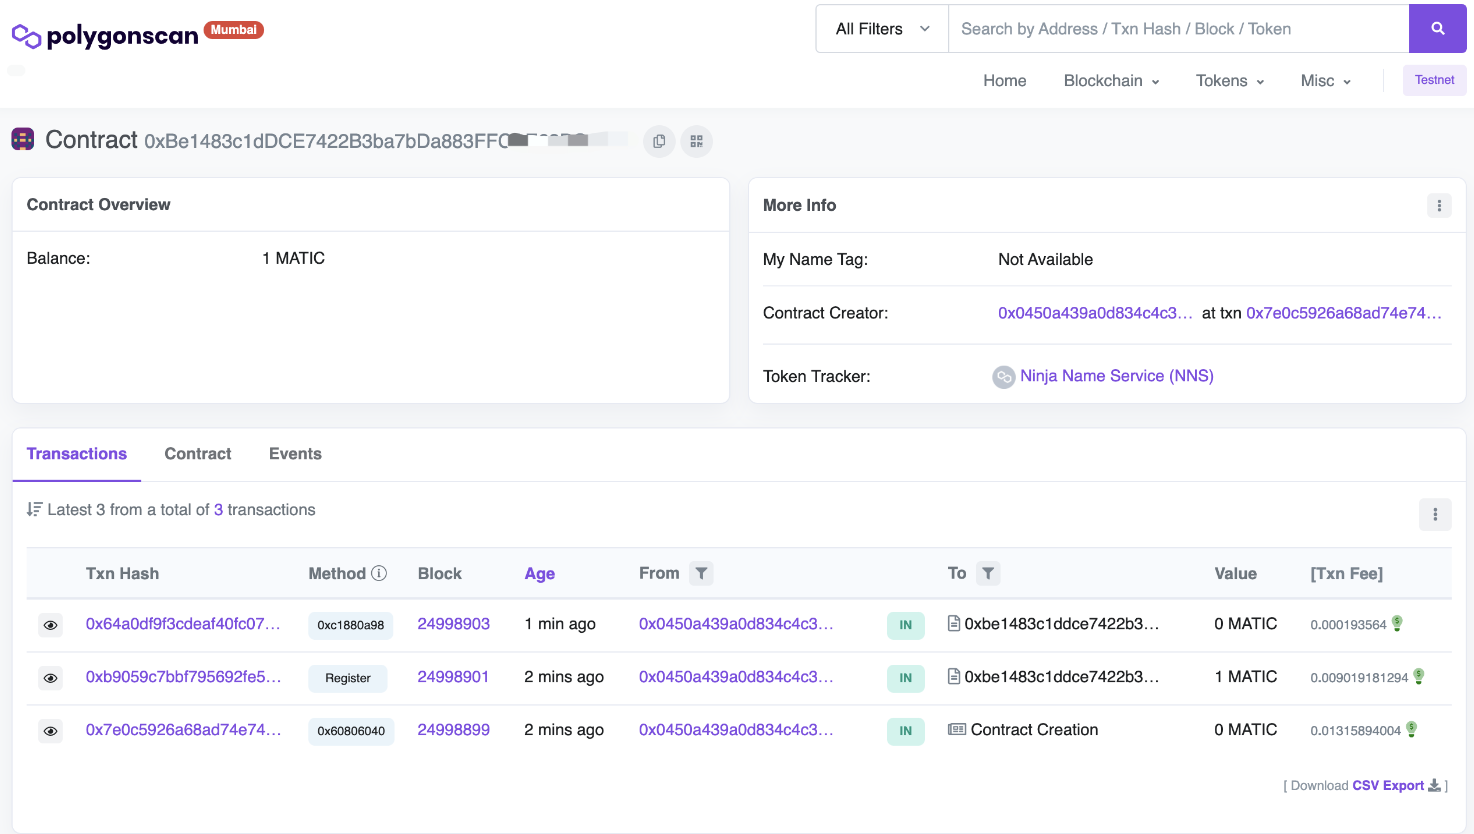 polygonscan Mumbai
All Filters Search by Address / Txn Hash / Block / Token
Home Blockchain Tokens Misc Testnet
Contract 0xBe1483c1dDCE7422B3ba7bDa883FFC
Contract Overview
Balance: 1 MATIC
More Info
My Name Tag: Not Available
Contract Creator: 0x0450a439a0d834c4c3... at txn 0x7e0c5926a68ad74e74...
Token Tracker: Ninja Name Service (NNS)
Transactions Contract Events
Latest 3 from a total of 3 transactions
Txn Hash Method Block Age From To Value [Txn Fee]
0x64a0df9f3cdeaf40fc07... 0xc1880a98 24998903 1 min ago 0x0450a439a0d834c4c3... IN 0xbe1483c1ddce7422b3... 0 MATIC 0.000193564
0xb9059c7bbf795692fe5... Register 24998901 2 mins ago 0x0450a439a0d834c4c3... IN 0xbe1483c1ddce7422b3... 1 MATIC 0.009019181294
0x7e0c5926a68ad74e74... 0x60806040 24998899 2 mins ago 0x0450a439a0d834c4c3... IN Contract Creation 0 MATIC 0.01315894004
[ Download CSV Export ]